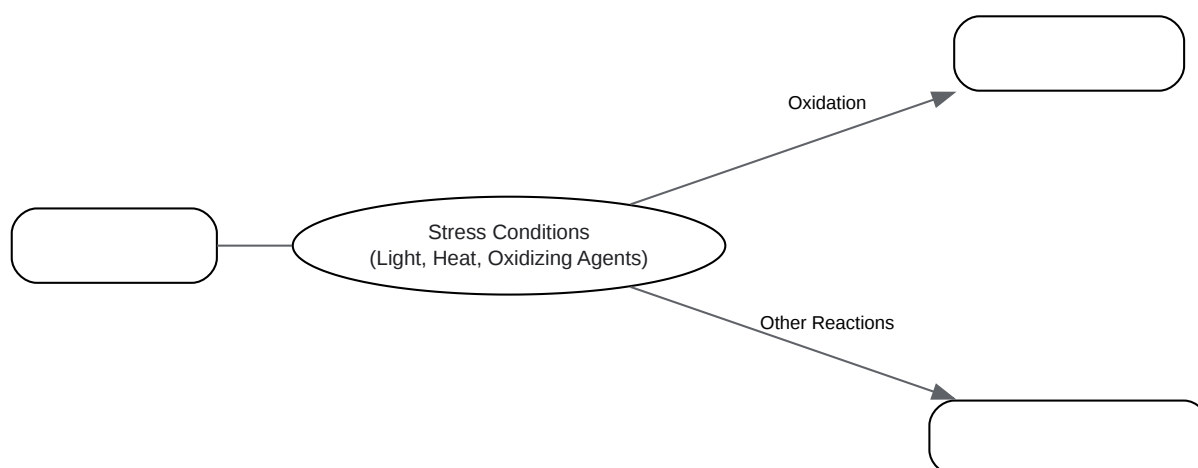 Oxidation
Stress Conditions
(Light, Heat, Oxidizing Agents)
Other Reactions